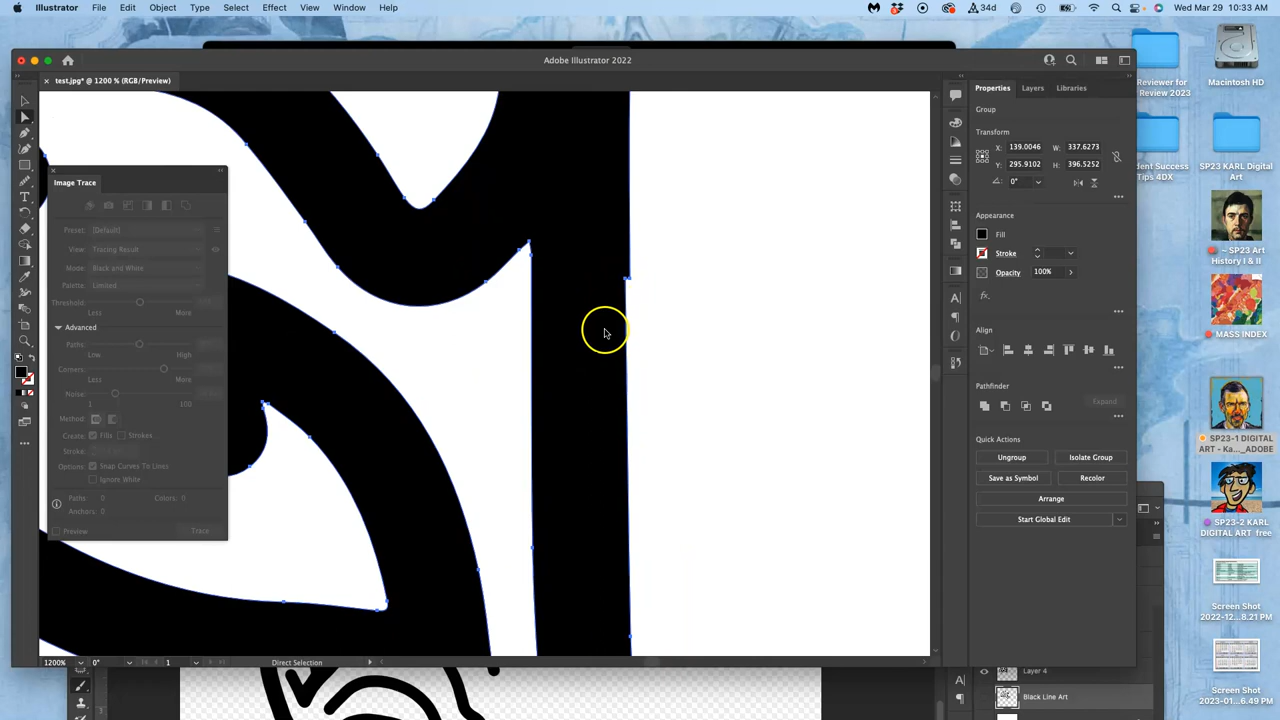 Illustrator File Edit Object Type Select Effect View Window Help
34d
Wed Mar 29 10:33 AM
Adobe Illustrator 2022
× test.jpg* @ 1200 % (RGB/Preview)
Image Trace
Preset: [Default]
View: Tracing Result
Mode: Black and White
Palette: Limited
Threshold:
Less More
Advanced
Paths:
Low. High
Corners:
Less More
Noise:
1 100
Method:
Create: Fills Strokes
Stroke:
Options: Snap Curves To Lines
Ignore White
Paths: 0 Colors: 0
Anchors: 0
Preview Trace
1200% 0° 1 Direct Selection
Properties Layers Libraries
Group
Transform
X: 139.0046 W: 337.6273
Y: 295.9102 H: 396.5252
0°
Appearance
Fill
Stroke
Opacity 100%
fx.
Align
Pathfinder
Expand
Quick Actions
Ungroup Isolate Group
Save as Symbol Recolor
Arrange
Start Global Edit
Layer 4
Black Line Art
3
Reviewer for
Review 2023
Macintosh HD
dent Success
Tips 4DX
SP23 KARL Digital
Art
~ SP23 Art
History I & II
MASS INDEX
SP23-1 DIGITAL
ART - Ka..._ADOBE
SP23-2 KARL
DIGITAL ART free
Screen Shot
2022-12...8.21 PM
Screen Shot
2023-01...6.49 PM